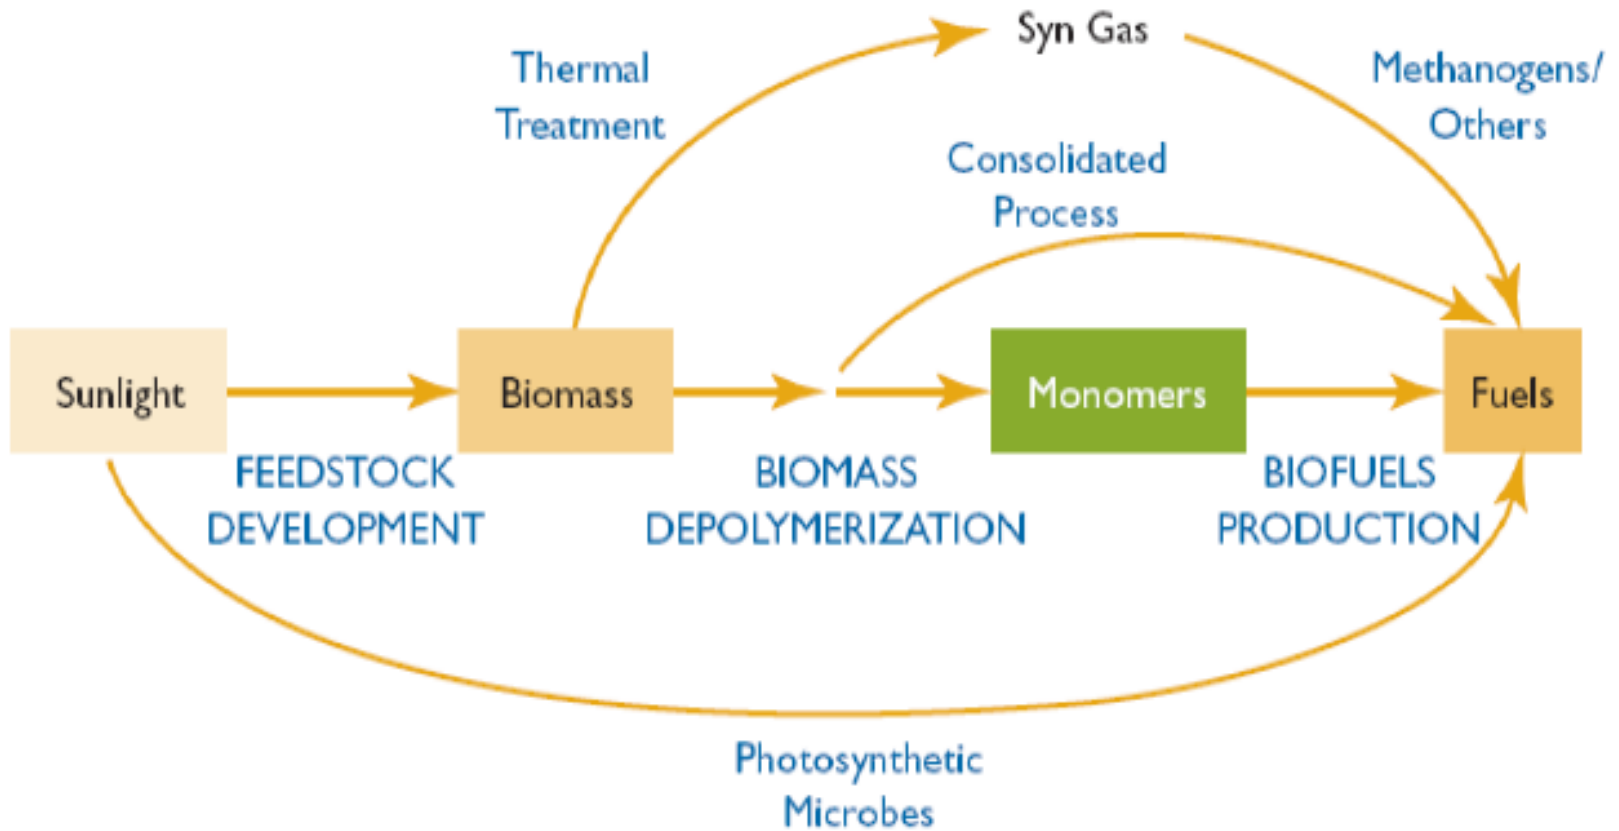 Syn Gas
Thermal
Treatment
Methanogens/
Others
Consolidated
Process
Sunlight
Biomass
Monomers
Fuels
FEEDSTOCK
DEVELOPMENT
BIOMASS
DEPOLYMERIZATION
BIOFUELS
PRODUCTION
Photosynthetic
Microbes